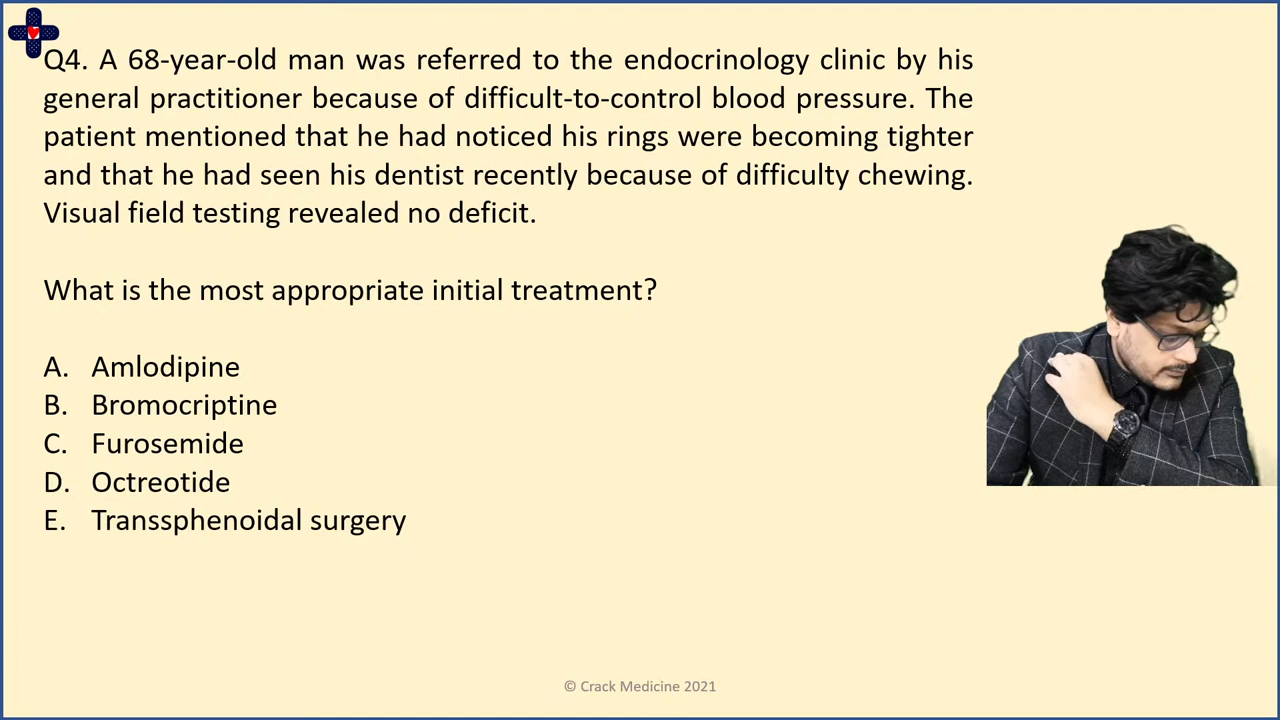 Q4. A 68-year-old man was referred to the endocrinology clinic by his
general practitioner because of difficult-to-control blood pressure. The
patient mentioned that he had noticed his rings were becoming tighter
and that he had seen his dentist recently because of difficulty chewing.
Visual field testing revealed no deficit.
What is the most appropriate initial treatment?
A. Amlodipine
B. Bromocriptine
C. Furosemide
D. Octreotide
E. Transsphenoidal surgery
© Crack Medicine 2021